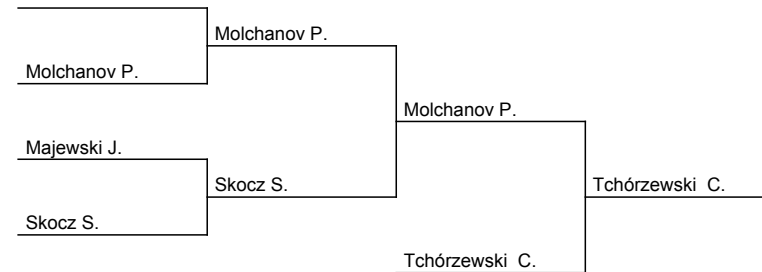 Molchanov P.
Molchanov P.
Molchanov P.
Majewski J.
Skocz S.
Tchórzewski C.
Skocz S.
Tchórzewski C.